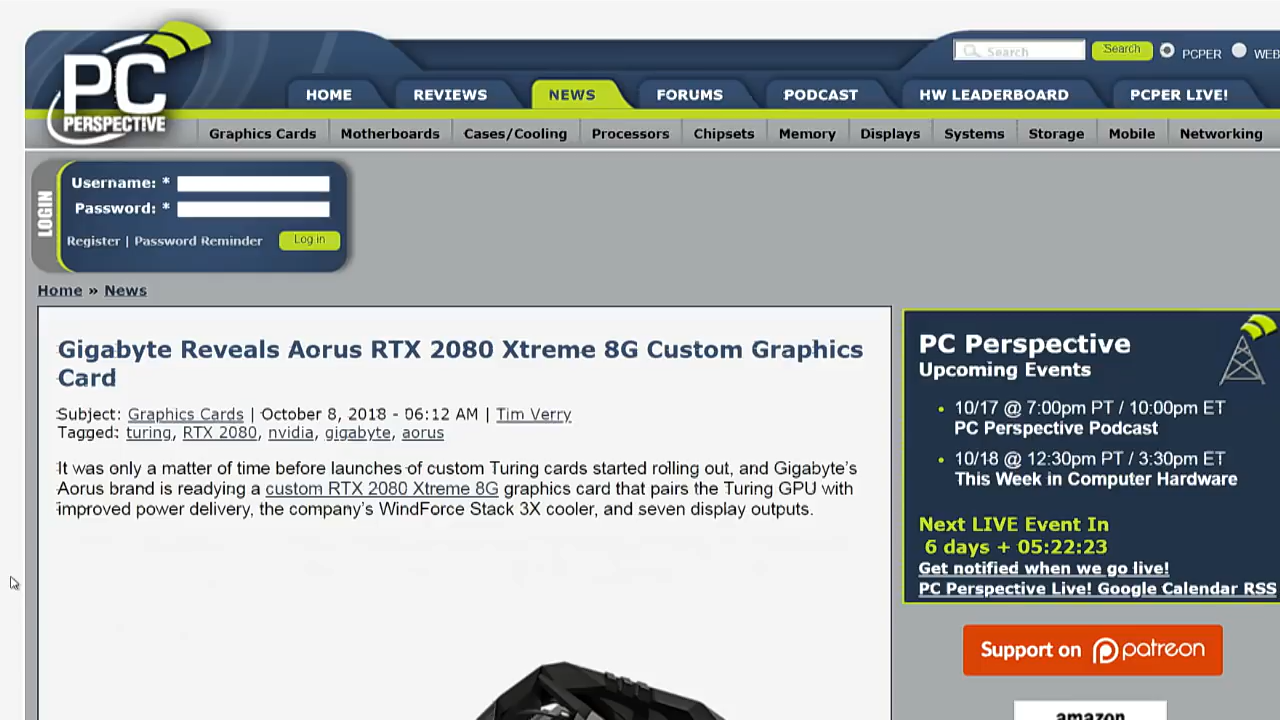 PC
PERSPECTIVE
Search
Search
PCPER
WEB
HOME
REVIEWS
NEWS
FORUMS
PODCAST
HW LEADERBOARD
PCPER LIVE!
Graphics Cards
Motherboards
Cases/Cooling
Processors
Chipsets
Memory
Displays
Systems
Storage
Mobile
Networking
LOGIN
Username: *
Password: *
Register | Password Reminder
Log in
Home » News
Gigabyte Reveals Aorus RTX 2080 Xtreme 8G Custom Graphics
Card
Subject: Graphics Cards | October 8, 2018 - 06:12 AM | Tim Verry
Tagged: turing, RTX 2080, nvidia, gigabyte, aorus
It was only a matter of time before launches of custom Turing cards started rolling out, and Gigabyte's
Aorus brand is readying a custom RTX 2080 Xtreme 8G graphics card that pairs the Turing GPU with
improved power delivery, the company's WindForce Stack 3X cooler, and seven display outputs.
PC Perspective
Upcoming Events
• 10/17 @ 7:00pm PT / 10:00pm ET
PC Perspective Podcast
• 10/18 @ 12:30pm PT / 3:30pm ET
This Week in Computer Hardware
Next LIVE Event In
6 days + 05:22:23
Get notified when we go live!
PC Perspective Live! Google Calendar RSS
Support on patreon
amazon